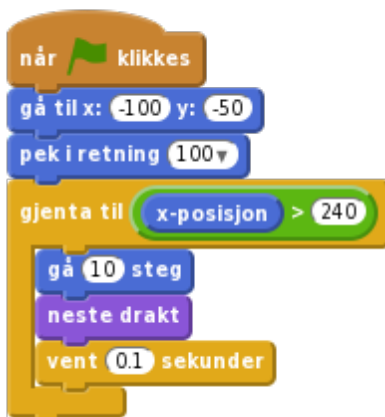 når klikkes
gå til x: -100 y: -50
pek i retning 100
gjenta til x-posisjon > 240
gå 10 steg
neste drakt
vent 0.1 sekunder